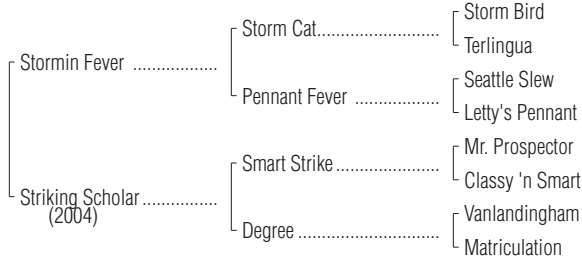 Storm Bird
Storm Cat.......................................
Terlingua
Stormin Fever ..................
Seattle Slew
Pennant Fever ..................
Letty's Pennant
Mr. Prospector
Smart Strike......................
Classy 'n Smart
Striking Scholar................
(2004)
Vanlandingham
Degree ..............................
Matriculation